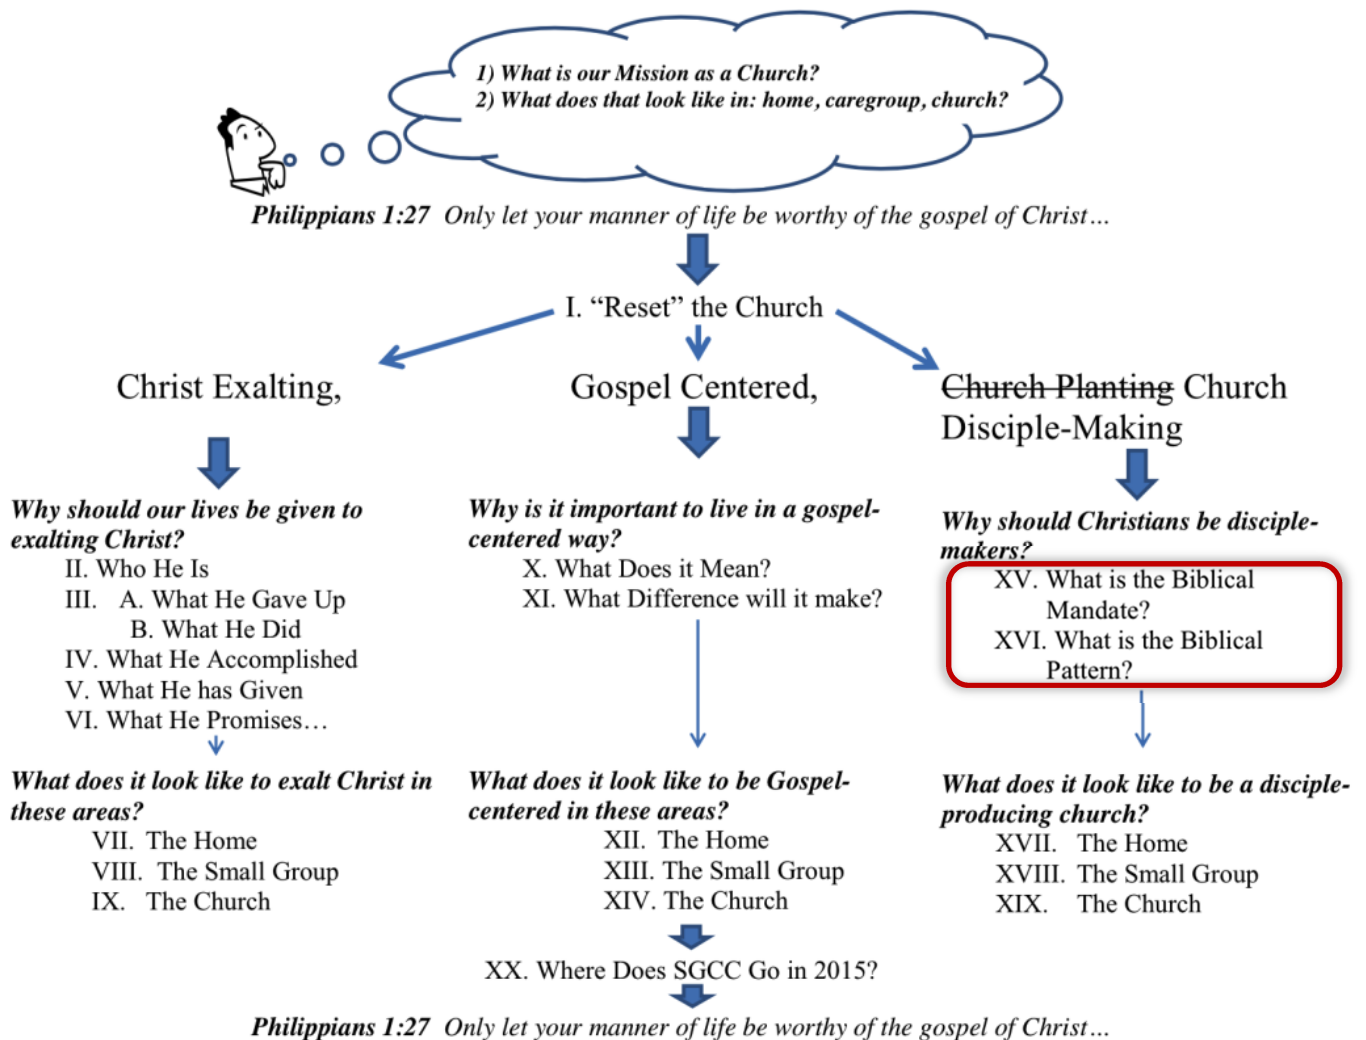 1) What is our Mission as a Church?
2) What does that look like in: home, caregroup, church?
Philippians 1:27 Only let your manner of life be worthy of the gospel of Christ…
I. “Reset” the Church
Christ Exalting,
Why should our lives be given to
exalting Christ?
II. Who He Is
III. A. What He Gave Up
B. What He Did
IV. What He Accomplished
V. What He has Given
VI. What He Promises…
What does it look like to exalt Christ in
these areas?
VII. The Home
VIII. The Small Group
IX. The Church
Gospel Centered,
Why is it important to live in a gospel-
centered way?
X. What Does it Mean?
XI. What Difference will it make?
What does it look like to be Gospel-
centered in these areas?
XII. The Home
XIII. The Small Group
XIV. The Church
Church Planting Church
Disciple-Making
Why should Christians be disciple-
makers?
XV. What is the Biblical
Mandate?
XVI. What is the Biblical
Pattern?
What does it look like to be a disciple-
producing church?
XVII. The Home
XVIII. The Small Group
XIX. The Church
XX. Where Does SGCC Go in 2015?
Philippians 1:27 Only let your manner of life be worthy of the gospel of Christ…